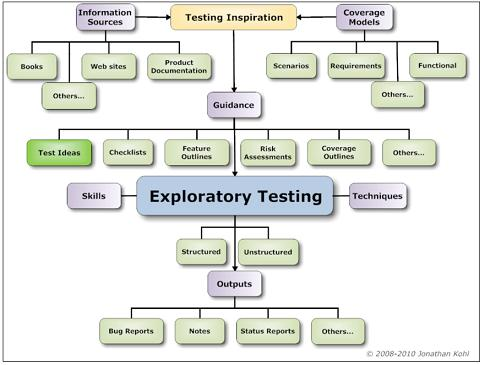 Information
Sources
Testing Inspiration
Coverage
Models
Books
Web sites
Product
Documentation
Others...
Scenarios
Requirements
Functional
Others...
Guidance
Test Ideas
Checklists
Feature
Outlines
Risk
Assessments
Coverage
Outlines
Others...
Skills
Exploratory Testing
Techniques
Structured
Unstructured
Outputs
Bug Reports
Notes
Status Reports
Others...
© 2008-2010 Jonathan Kohl